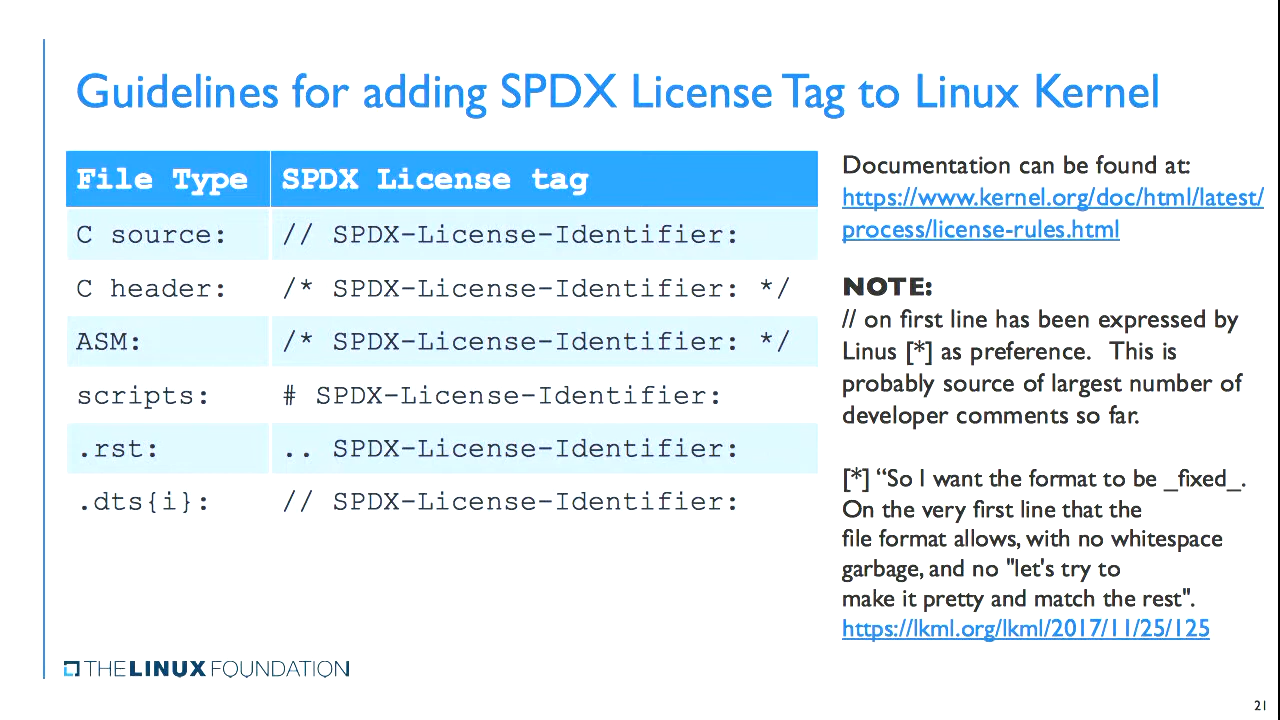 Guidelines for adding SPDX License Tag to Linux Kernel
File Type SPDX License tag
C source: // SPDX-License-Identifier:
C header: /* SPDX-License-Identifier: */
ASM: /* SPDX-License-Identifier: */
scripts: # SPDX-License-Identifier:
.rst: .. SPDX-License-Identifier:
.dts{i}: // SPDX-License-Identifier:
Documentation can be found at:
https://www.kernel.org/doc/html/latest/
process/license-rules.html
NOTE:
// on first line has been expressed by
Linus [*] as preference. This is
probably source of largest number of
developer comments so far.
[*] “So I want the format to be _fixed_.
On the very first line that the
file format allows, with no whitespace
garbage, and no "let's try to
make it pretty and match the rest".
https://lkml.org/lkml/2017/11/25/125
THE LINUX FOUNDATION
21